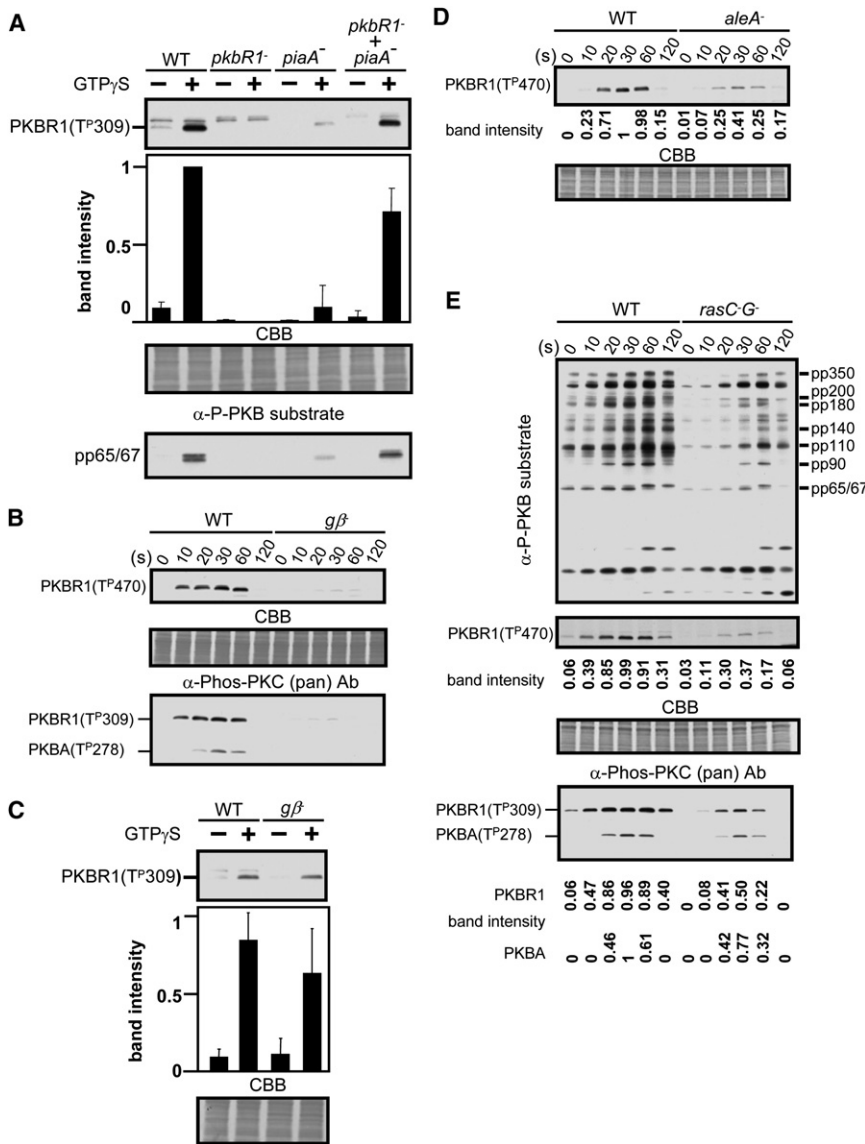 A
WT pkbR1- piaA- pkbR1- + piaA-
GTPγS − + − + − + − +
PKBR1(TP309)
band intensity
1
0.5
0
CBB
α-P-PKB substrate
pp65/67
B
WT gβ-
(s) 0 10 20 30 60 120 0 10 20 30 60 120
PKBR1(TP470)
CBB
α-Phos-PKC (pan) Ab
PKBR1(TP309)
PKBA(TP278)
C
WT gβ-
GTPγS − + − +
PKBR1(TP309)
band intensity
1
0.5
0
CBB
D
WT aleA-
(s) 0 10 20 30 60 120 0 10 20 30 60 120
PKBR1(TP470)
band intensity 0 0.23 0.71 1 0.98 0.15 0.01 0.07 0.25 0.41 0.25 0.17
CBB
E
WT rasC-G-
(s) 0 10 20 30 60 120 0 10 20 30 60 120
α-P-PKB substrate
pp350
pp200
pp180
pp140
pp110
pp90
pp65/67
PKBR1(TP470)
band intensity 0.06 0.39 0.85 0.99 0.91 0.31 0.03 0.11 0.30 0.37 0.17 0.06
CBB
α-Phos-PKC (pan) Ab
PKBR1(TP309)
PKBA(TP278)
PKBR1 0.06 0.47 0.86 0.96 0.89 0.40 0 0.08 0.41 0.50 0.22 0
band intensity
PKBA 0 0 0.46 1 0.61 0 0 0 0.42 0.77 0.32 0